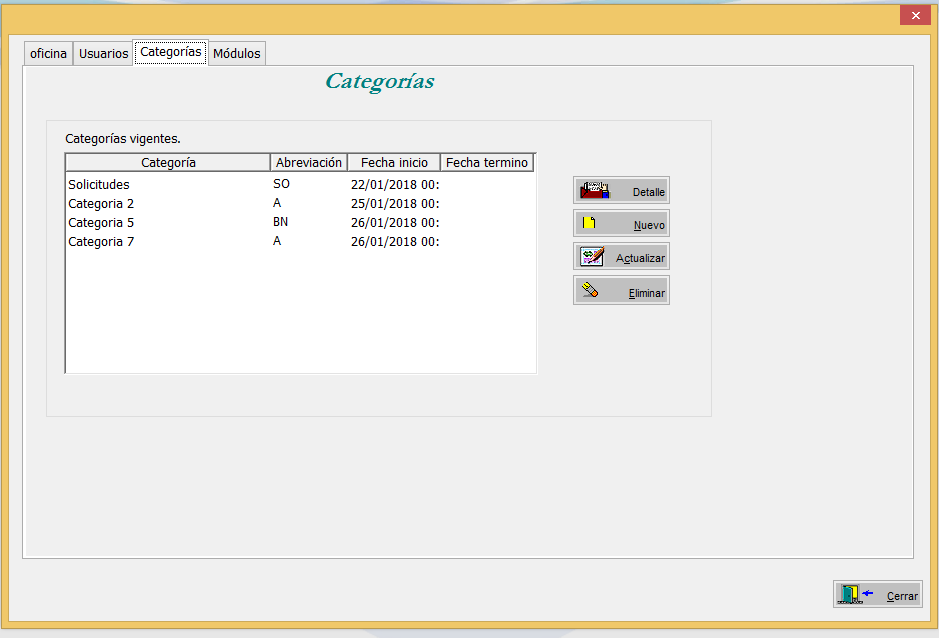 oficina Usuarios Categorías Módulos
Categorías
Categorías vigentes.
Categoría Abreviación Fecha inicio Fecha termino
Solicitudes SO 22/01/2018 00:
Categoria 2 A 25/01/2018 00:
Categoria 5 BN 26/01/2018 00:
Categoria 7 A 26/01/2018 00:
Detalle
Nuevo
Actualizar
Eliminar
Cerrar